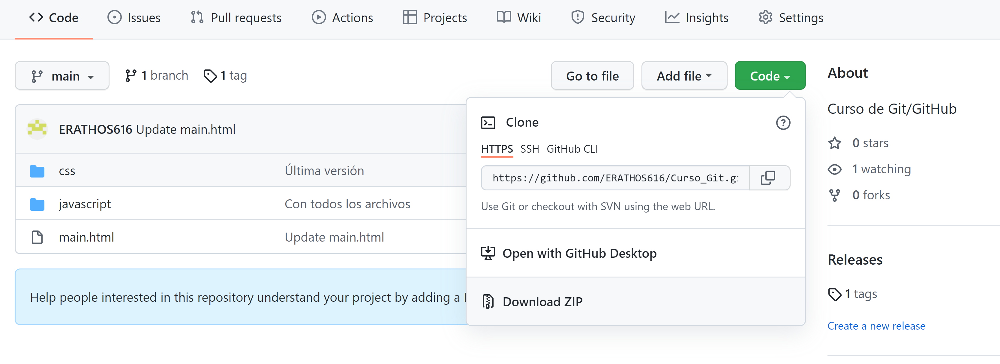 Code Issues Pull requests Actions Projects Wiki Security Insights Settings
main 1 branch 1 tag Go to file Add file Code
ERATHOS616 Update main.html
css Última versión
javascript Con todos los archivos
main.html Update main.html
Help people interested in this repository understand your project by adding a
Clone
HTTPS SSH GitHub CLI
https://github.com/ERATHOS616/Curso_Git.g
Use Git or checkout with SVN using the web URL.
Open with GitHub Desktop
Download ZIP
About
Curso de Git/GitHub
0 stars
1 watching
0 forks
Releases
1 tags
Create a new release